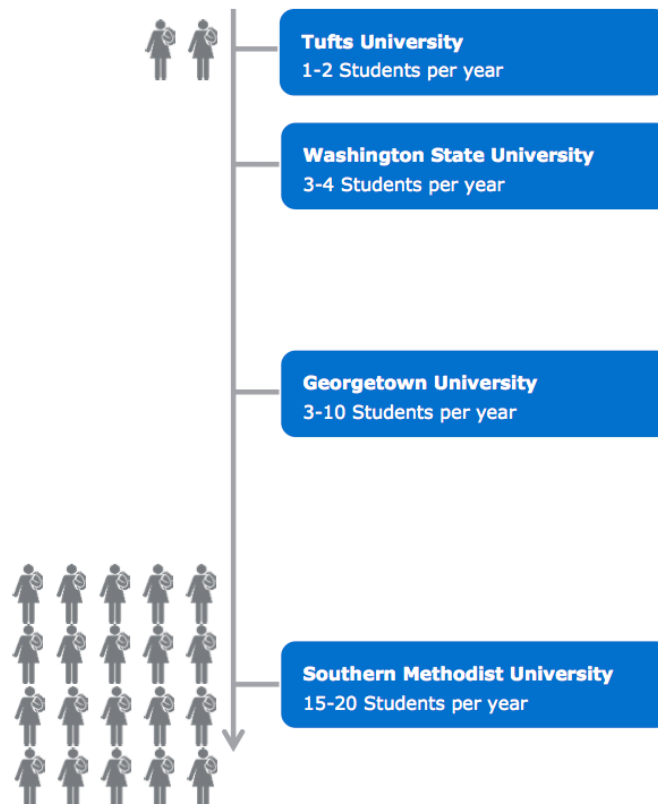 Tufts University
1-2 Students per year
Washington State University
3-4 Students per year
Georgetown University
3-10 Students per year
Southern Methodist University
15-20 Students per year